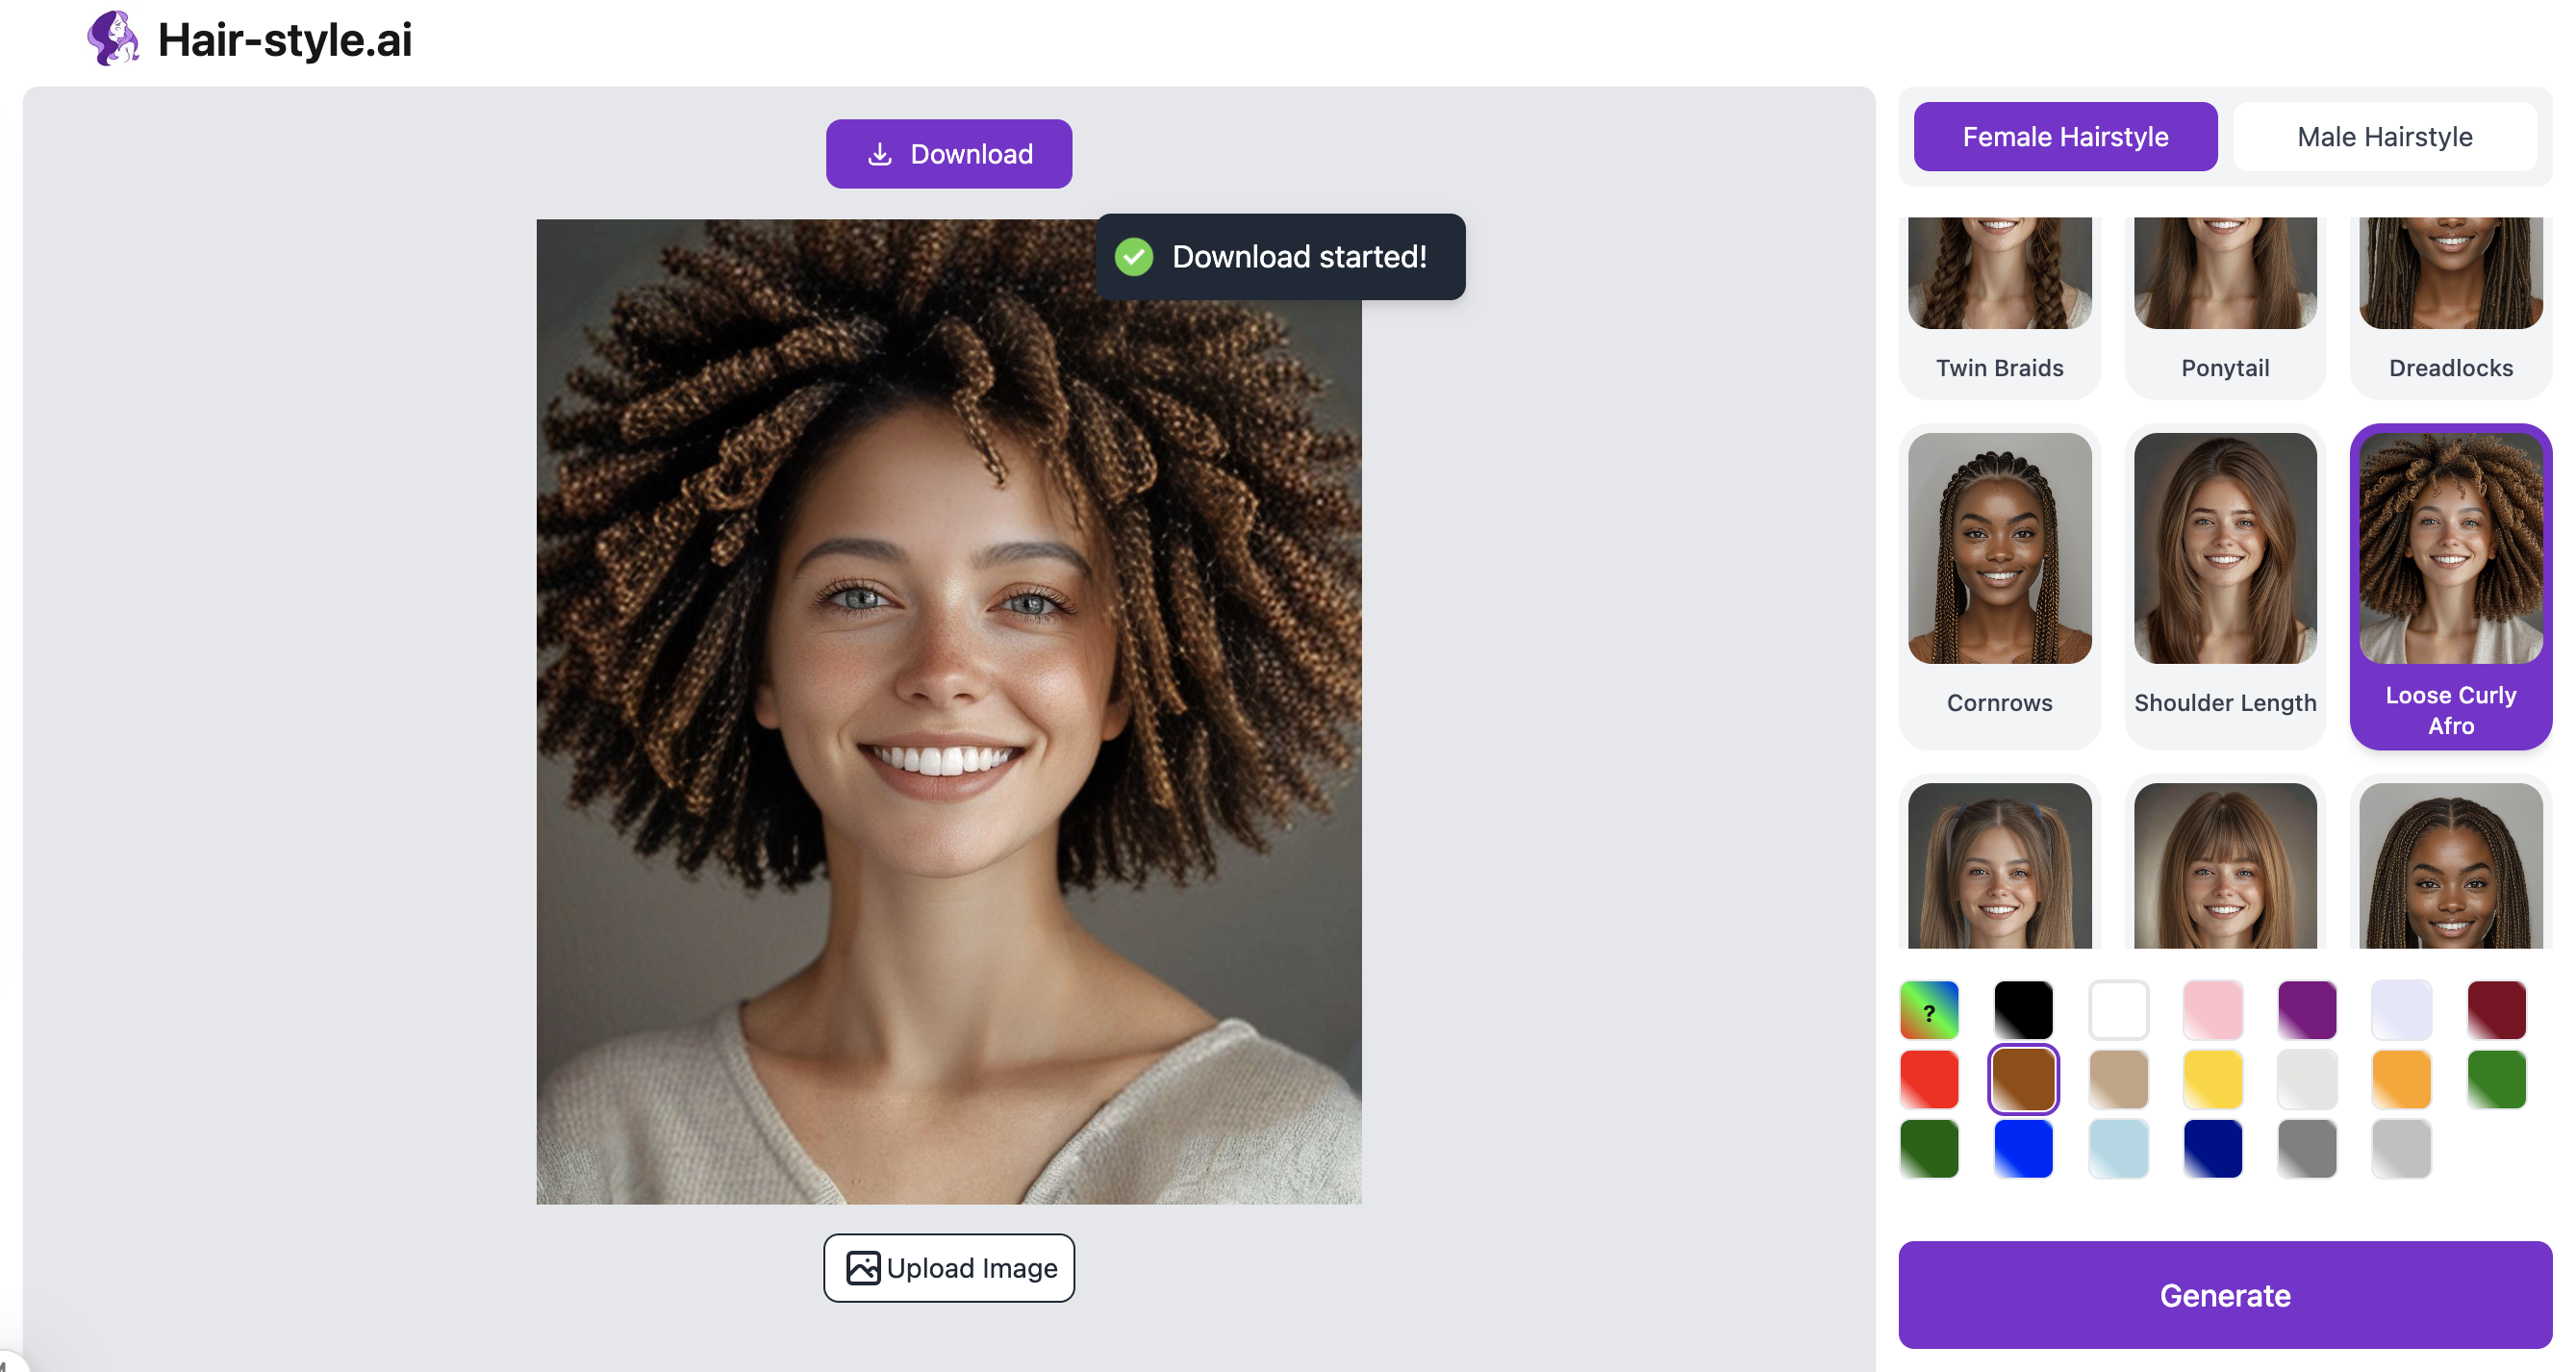 Hair-style.ai
Download
Download started!
Upload Image
Female Hairstyle
Male Hairstyle
Twin Braids
Ponytail
Dreadlocks
Cornrows
Shoulder Length
Loose Curly
Afro
?
Generate